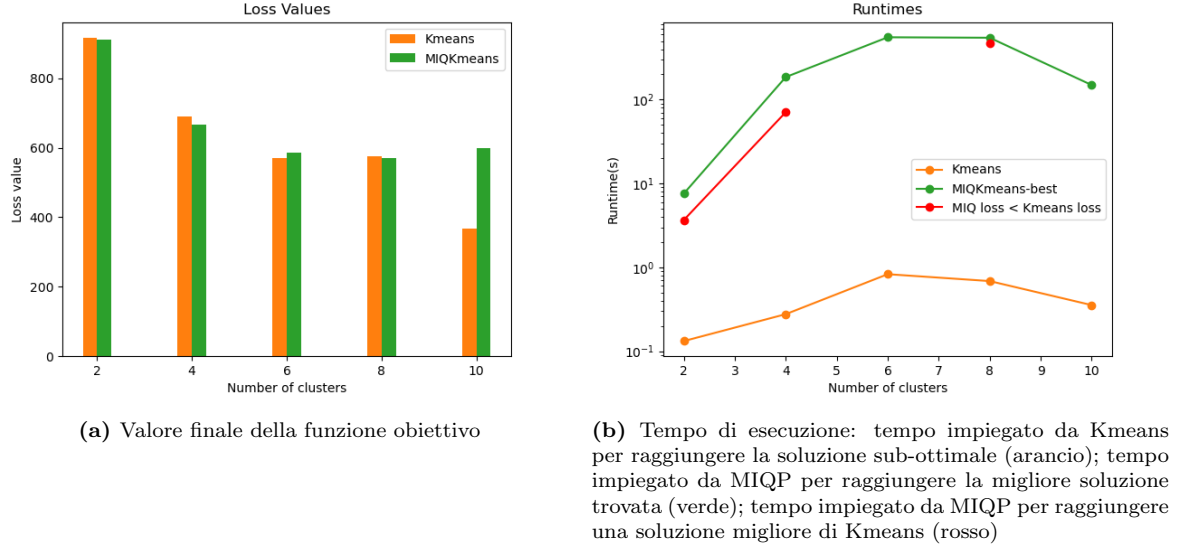 Loss Values
Kmeans
MIQKmeans
Loss value
800
600
400
200
0
2 4 6 8 10
Number of clusters
(a) Valore finale della funzione obiettivo
Runtimes
Runtime(s)
10^2
10^1
10^0
10^-1
Kmeans
MIQKmeans-best
MIQ loss < Kmeans loss
2 3 4 5 6 7 8 9 10
Number of clusters
(b) Tempo di esecuzione: tempo impiegato da Kmeans
per raggiungere la soluzione sub-ottimale (arancio); tempo
impiegato da MIQP per raggiungere la migliore soluzione
trovata (verde); tempo impiegato da MIQP per raggiungere
una soluzione migliore di Kmeans (rosso)